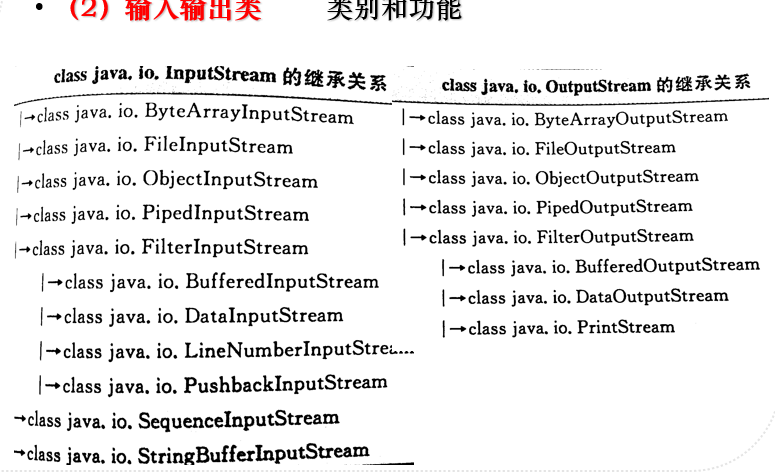 • (2) 输入输出类 类别和功能
class java. io. InputStream 的继承关系
|→class java. io. ByteArrayInputStream
|→class java. io. FileInputStream
|→class java. io. ObjectInputStream
|→class java. io. PipedInputStream
|→class java. io. FilterInputStream
|→class java. io. BufferedInputStream
|→class java. io. DataInputStream
|→class java. io. LineNumberInputStrea...
|→class java. io. PushbackInputStream
→class java. io. SequenceInputStream
→class java. io. StringBufferInputStream
class java. io. OutputStream 的继承关系
|→class java. io. ByteArrayOutputStream
|→class java. io. FileOutputStream
|→class java. io. ObjectOutputStream
|→class java. io. PipedOutputStream
|→class java. io. FilterOutputStream
|→class java. io. BufferedOutputStream
|→class java. io. DataOutputStream
|→class java. io. PrintStream